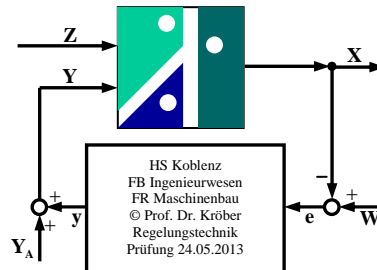 Z
X
Y
HS Koblenz
FB Ingenieurwesen
FR Maschinenbau
© Prof. Dr. Kröber
Regelungstechnik
Prüfung 24.05.2013
−
+
+
+
y
e
W
Y_A